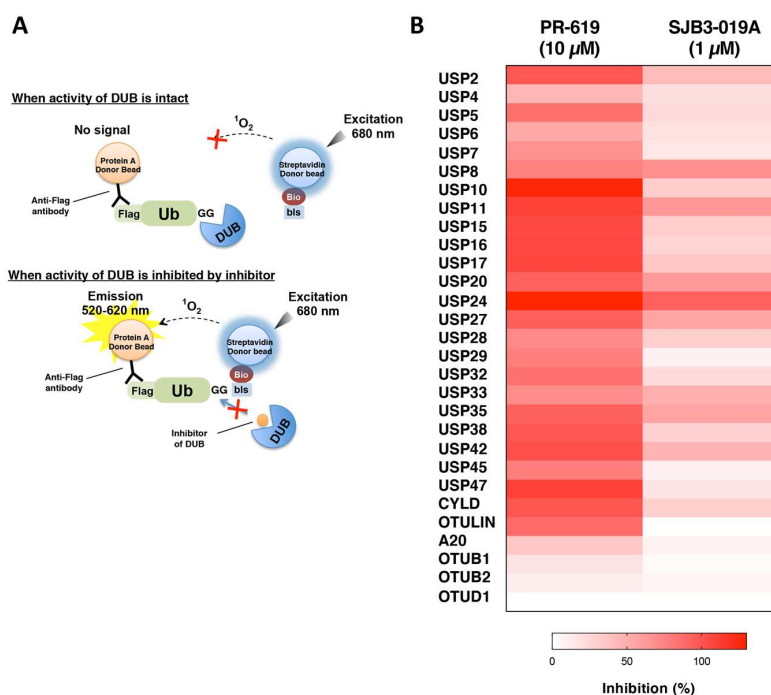 A
When activity of DUB is intact
No signal
¹O₂
Excitation
680 nm
Protein A
Donor Bead
Streptavidin
Donor bead
Anti-Flag
antibody
Flag
Ub
GG
DUB
Bio
bls
When activity of DUB is inhibited by inhibitor
Emission
520-620 nm
¹O₂
Excitation
680 nm
Protein A
Donor Bead
Streptavidin
Donor bead
Anti-Flag
antibody
Flag
Ub
GG
Bio
bls
Inhibitor
of DUB
DUB
B
PR-619
(10 µM)
SJB3-019A
(1 µM)
USP2
USP4
USP5
USP6
USP7
USP8
USP10
USP11
USP15
USP16
USP17
USP20
USP24
USP27
USP28
USP29
USP32
USP33
USP35
USP38
USP42
USP45
USP47
CYLD
OTULIN
A20
OTUB1
OTUB2
OTUD1
0
50
100
Inhibition (%)